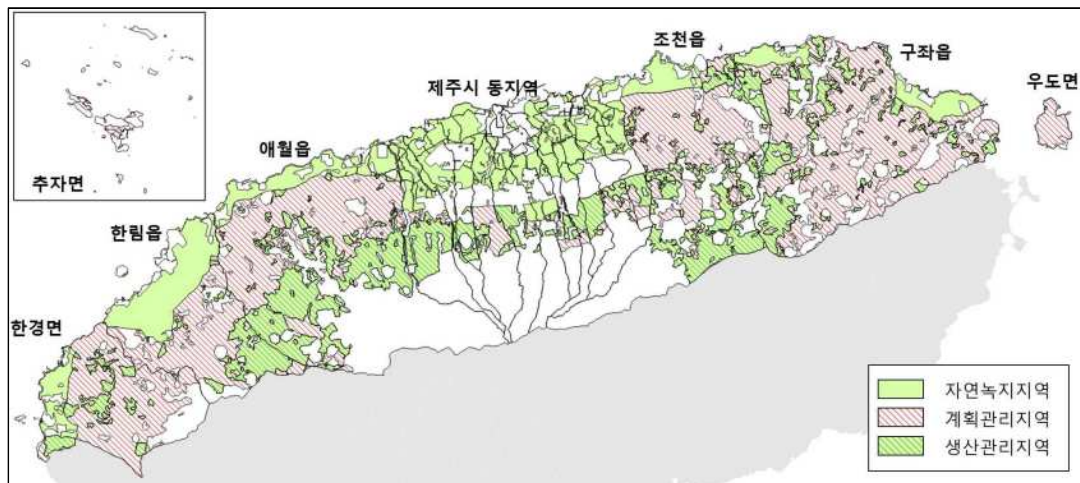 조천읍
구좌읍
우도면
제주시 동지역
애월읍
추자면
한림읍
한경면
자연녹지지역
계획관리지역
생산관리지역